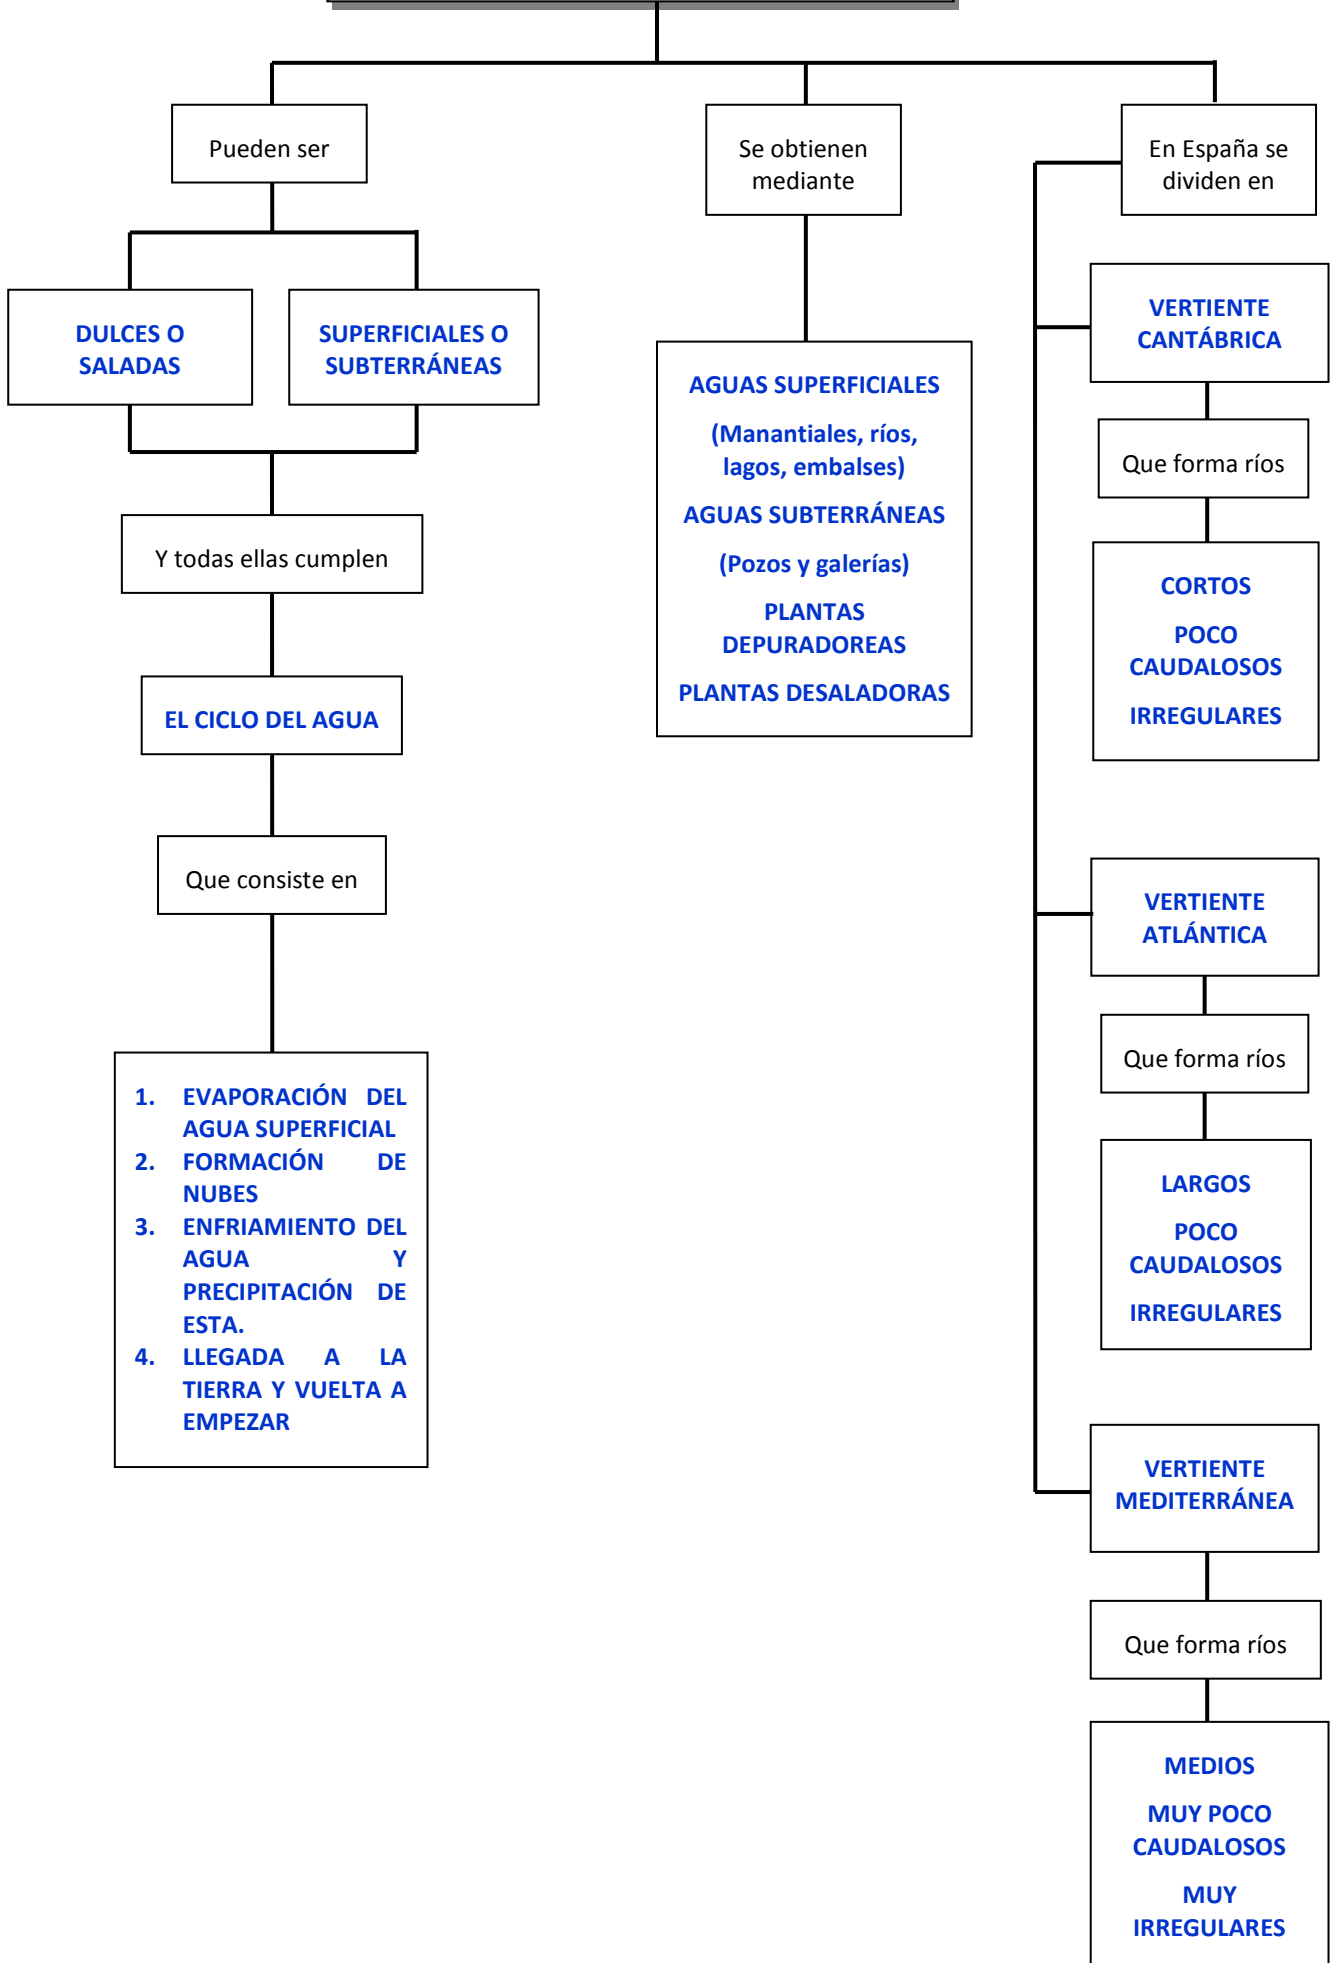 Pueden ser
DULCES O
SALADAS
SUPERFICIALES O
SUBTERRÁNEAS
Y todas ellas cumplen
EL CICLO DEL AGUA
Que consiste en
1. EVAPORACIÓN DEL
AGUA SUPERFICIAL
2. FORMACIÓN DE
NUBES
3. ENFRIAMIENTO DEL
AGUA Y
PRECIPITACIÓN DE
ESTA.
4. LLEGADA A LA
TIERRA Y VUELTA A
EMPEZAR
Se obtienen
mediante
AGUAS SUPERFICIALES
(Manantiales, ríos,
lagos, embalses)
AGUAS SUBTERRÁNEAS
(Pozos y galerías)
PLANTAS
DEPURADOREAS
PLANTAS DESALADORAS
En España se
dividen en
VERTIENTE
CANTÁBRICA
Que forma ríos
CORTOS
POCO
CAUDALOSOS
IRREGULARES
VERTIENTE
ATLÁNTICA
Que forma ríos
LARGOS
POCO
CAUDALOSOS
IRREGULARES
VERTIENTE
MEDITERRÁNEA
Que forma ríos
MEDIOS
MUY POCO
CAUDALOSOS
MUY
IRREGULARES